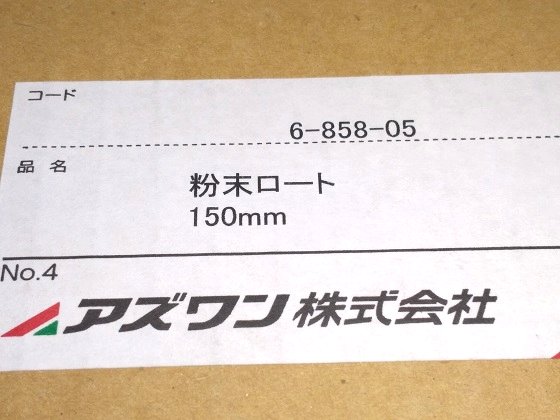 コード
6-858-05
品名
粉末ロート
150mm
No.4
アズワン株式会社